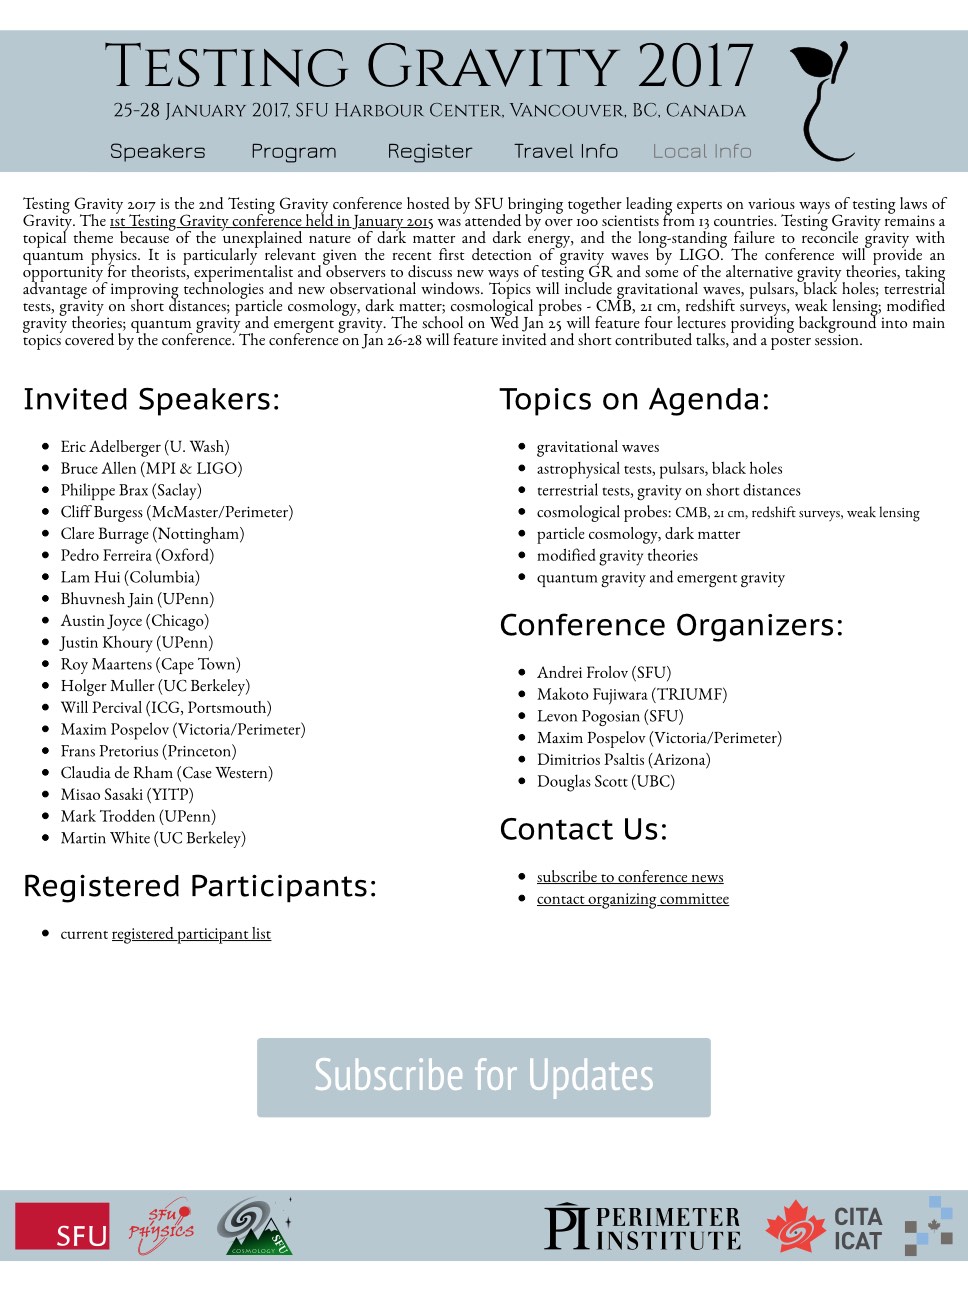 Testing Gravity 2017
25-28 January 2017, SFU Harbour Center, Vancouver, BC, Canada
Speakers Program Register Travel Info Local Info
Testing Gravity 2017 is the 2nd Testing Gravity conference hosted by SFU bringing together leading experts on various ways of testing laws of
Gravity. The 1st Testing Gravity conference held in January 2015 was attended by over 100 scientists from 13 countries. Testing Gravity remains a
topical theme because of the unexplained nature of dark matter and dark energy, and the long-standing failure to reconcile gravity with
quantum physics. It is particularly relevant given the recent first detection of gravity waves by LIGO. The conference will provide an
opportunity for theorists, experimentalist and observers to discuss new ways of testing GR and some of the alternative gravity theories, taking
advantage of improving technologies and new observational windows. Topics will include gravitational waves, pulsars, black holes; terrestrial
tests, gravity on short distances; particle cosmology, dark matter; cosmological probes - CMB, 21 cm, redshift surveys, weak lensing; modified
gravity theories; quantum gravity and emergent gravity. The school on Wed Jan 25 will feature four lectures providing background into main
topics covered by the conference. The conference on Jan 26-28 will feature invited and short contributed talks, and a poster session.
Invited Speakers:
• Eric Adelberger (U. Wash)
• Bruce Allen (MPI & LIGO)
• Philippe Brax (Saclay)
• Cliff Burgess (McMaster/Perimeter)
• Clare Burrage (Nottingham)
• Pedro Ferreira (Oxford)
• Lam Hui (Columbia)
• Bhuvnesh Jain (UPenn)
• Austin Joyce (Chicago)
• Justin Khoury (UPenn)
• Roy Maartens (Cape Town)
• Holger Muller (UC Berkeley)
• Will Percival (ICG, Portsmouth)
• Maxim Pospelov (Victoria/Perimeter)
• Frans Pretorius (Princeton)
• Claudia de Rham (Case Western)
• Misao Sasaki (YITP)
• Mark Trodden (UPenn)
• Martin White (UC Berkeley)
Registered Participants:
• current registered participant list
Topics on Agenda:
• gravitational waves
• astrophysical tests, pulsars, black holes
• terrestrial tests, gravity on short distances
• cosmological probes: CMB, 21 cm, redshift surveys, weak lensing
• particle cosmology, dark matter
• modified gravity theories
• quantum gravity and emergent gravity
Conference Organizers:
• Andrei Frolov (SFU)
• Makoto Fujiwara (TRIUMF)
• Levon Pogosian (SFU)
• Maxim Pospelov (Victoria/Perimeter)
• Dimitrios Psaltis (Arizona)
• Douglas Scott (UBC)
Contact Us:
• subscribe to conference news
• contact organizing committee
Subscribe for Updates
SFU
SFU
PHYSICS
COSMOLOGY SFU
PI PERIMETER
INSTITUTE
CITA
ICAT